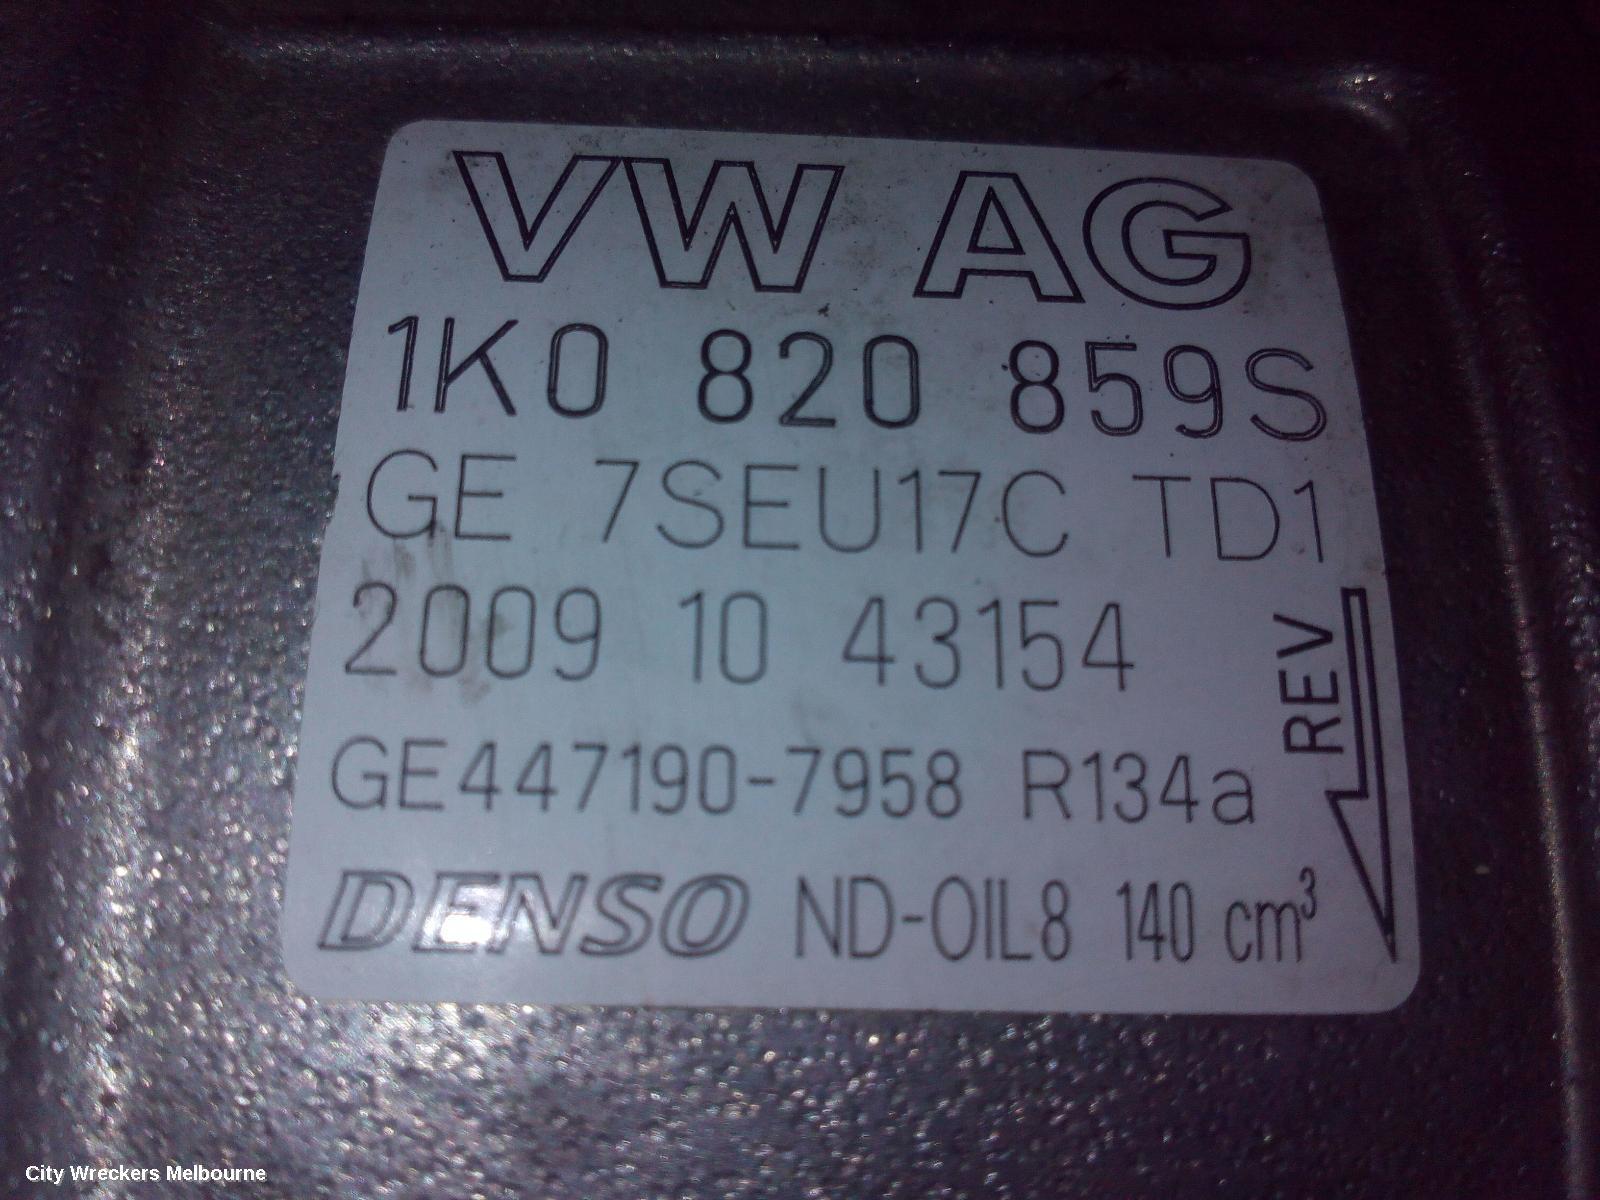 VW AG
1K0 820 859S
GE 7SEU17C TD1
2009 10 43154
REV
GE447190-7958 R134a
DENSO ND-OIL8 140 cm³
City Wreckers Melbourne